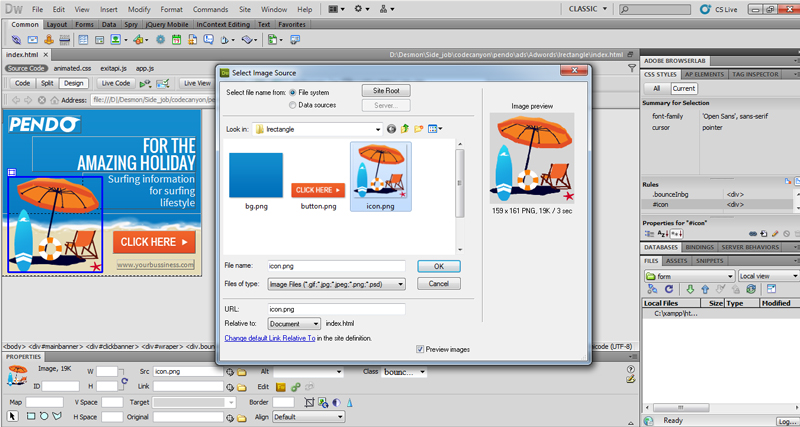 Dw File Edit View Insert Modify Format Commands Site Window Help CLASSIC CS Live
Common Layout Forms Data Spry jQuery Mobile InContext Editing Text Favorites
index.html D:\Desmon\Side_job\codecanyon\pendo\ads\Adwords\lrectangle\index.html
Source Code animated.css exitapi.js app.js
Code Split Design Live Code Live View
Address: file:///D|/Desmon/Side_job/codecanyon/pe
PENDO
FOR THE
AMAZING HOLIDAY
Surfing information
for surfing
lifestyle
CLICK HERE
www.yourbussiness.com
Select Image Source
Select file name from: File system Site Root
Data sources Server...
Look in: lrectangle
bg.png
CLICK HERE
button.png
icon.png
Image preview
159 x 161 PNG, 19K / 3 sec
File name: icon.png OK
Files of type: Image Files (*.gif;*.jpg;*.jpeg;*.png;*.psd) Cancel
URL: icon.png
Relative to: Document index.html
Change default Link Relative To in the site definition.
Preview images
ADOBE BROWSERLAB
CSS STYLES AP ELEMENTS TAG INSPECTOR
All Current
Summary for Selection
font-family 'Open Sans', sans-serif
cursor pointer
Rules
.bounceInbg <div>
#icon <div>
Properties for "#icon"
DATABASES BINDINGS SERVER BEHAVIORS
FILES ASSETS SNIPPETS
form Local view
Local Files Size Type Modified
C:\xampp\ht...
Ready Log...
<body> <div#mainbanner> <div#clickbanner> <div#wraper> <div.bou
nicode (UTF-8)
PROPERTIES
Image, 19K W Src icon.png Alt Class bounc...
ID H Link Edit
Map V Space Target Border
H Space Original Align Default